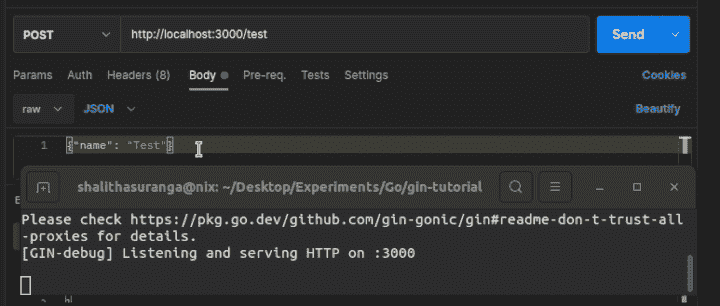 POST http://localhost:3000/test Send
Params Auth Headers (8) Body Pre-req. Tests Settings Cookies
raw JSON Beautify
1 {"name": "Test"}
shalithasuranga@nix: ~/Desktop/Experiments/Go/gin-tutorial
Please check https://pkg.go.dev/github.com/gin-gonic/gin#readme-don-t-trust-all
-proxies for details.
[GIN-debug] Listening and serving HTTP on :3000